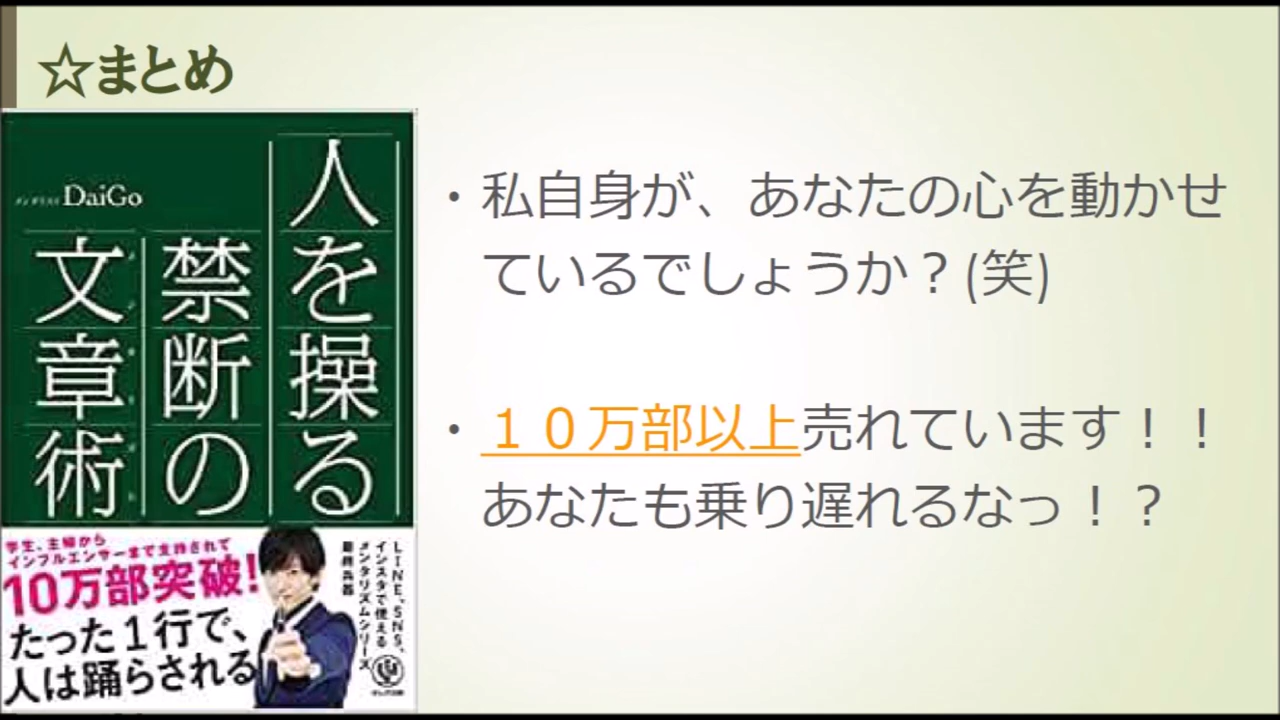 ☆まとめ
メンタリスト DaiGo
人を操る
禁断の
文章術
学生、主婦から
インフルエンサーまで支持されて
10万部突破!
たった1行で、
人は踊らされる
LINE、SNS、
インスタで使える
メンタリズムシリーズ
最終兵器
・私自身が、あなたの心を動かせ
ているでしょうか？(笑)
・１０万部以上売れています！！
あなたも乗り遅れるなっ！？